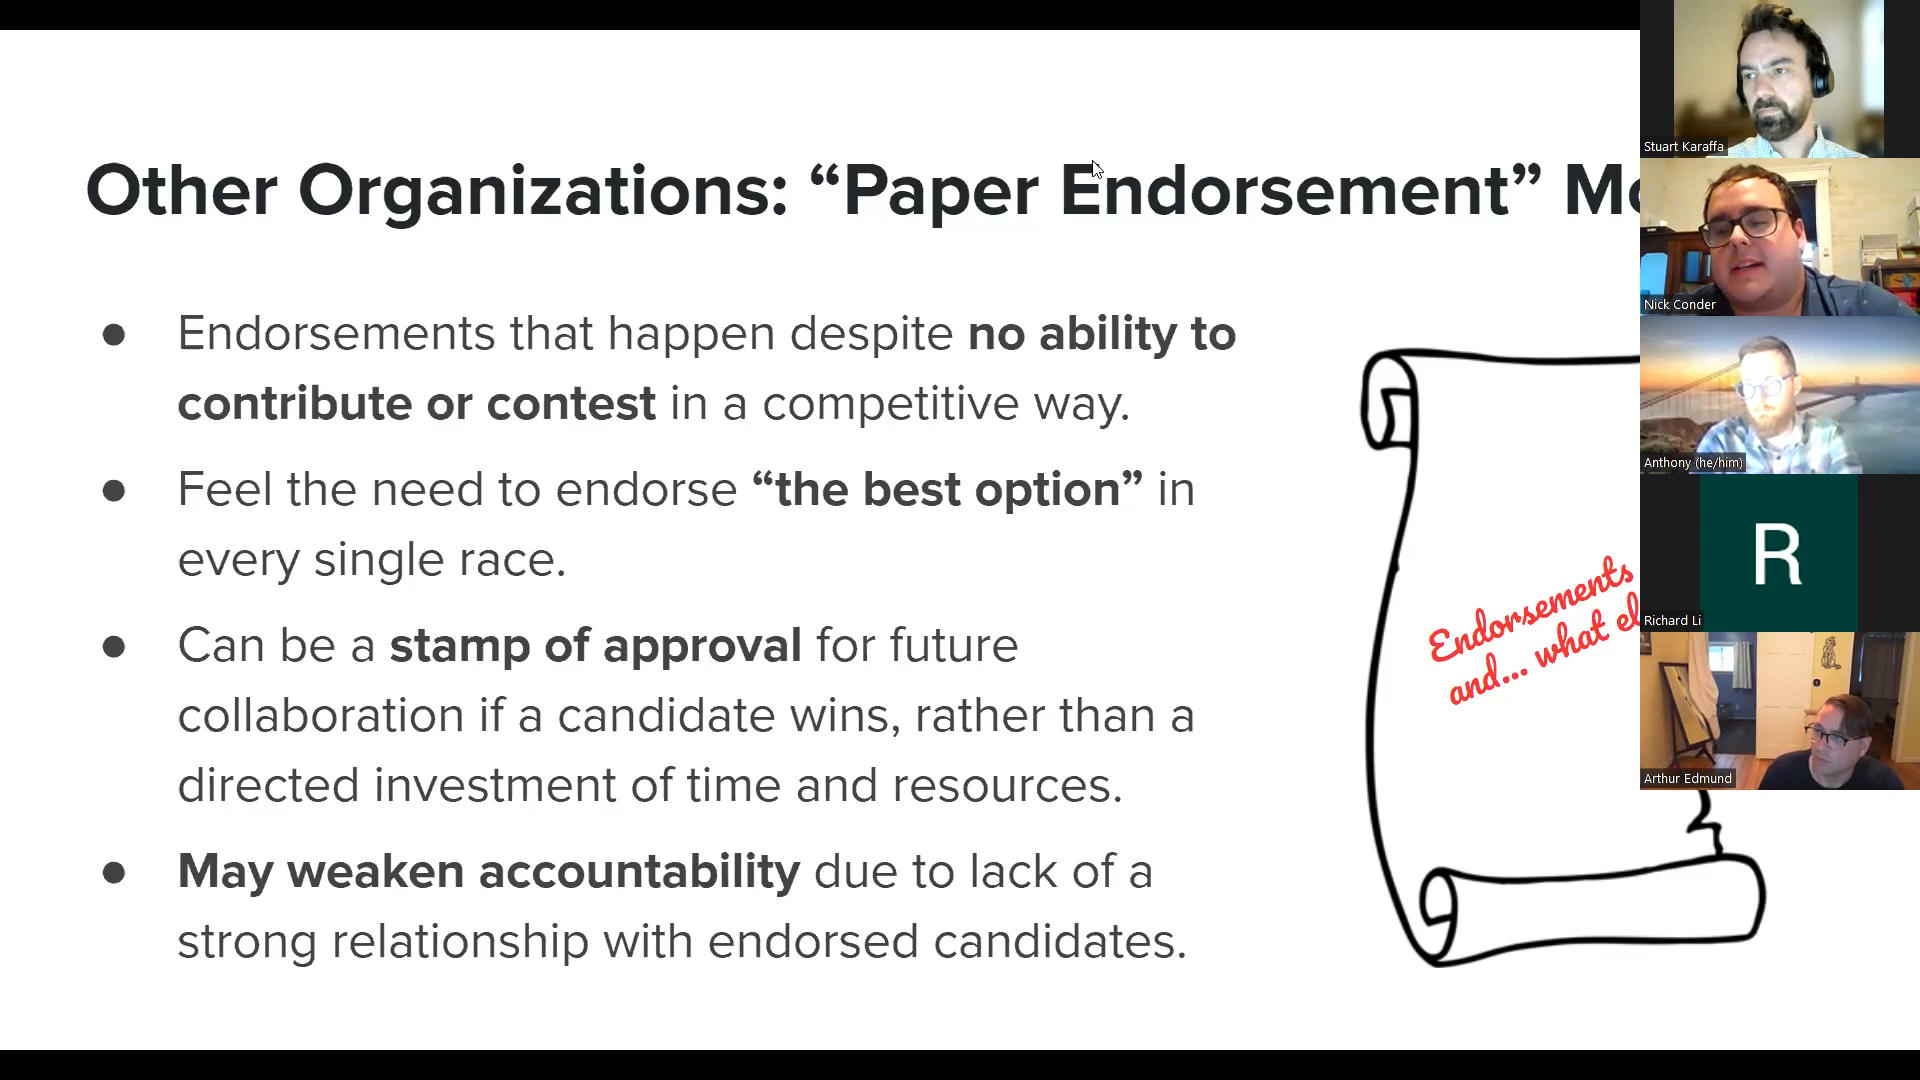 Other Organizations: “Paper Endorsement”
● Endorsements that happen despite no ability to
contribute or contest in a competitive way.
● Feel the need to endorse “the best option” in
every single race.
● Can be a stamp of approval for future
collaboration if a candidate wins, rather than a
directed investment of time and resources.
● May weaken accountability due to lack of a
strong relationship with endorsed candidates.
Endorsements
and... what
Stuart Karaffa
Nick Conder
Anthony (he/him)
R
Richard Li
Arthur Edmund